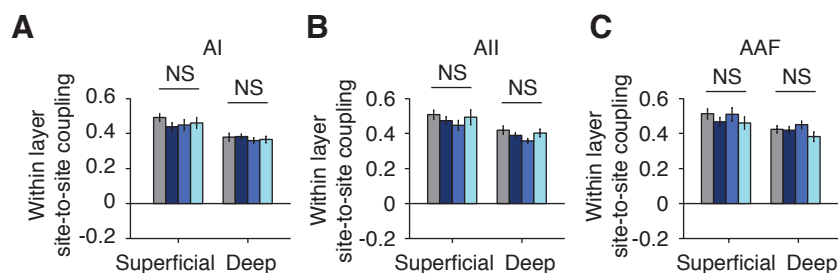 A
AI
NS
NS
Within layer
site-to-site coupling
0.6
0.4
0.2
0
-0.2
Superficial Deep
B
AII
NS
NS
Within layer
site-to-site coupling
0.6
0.4
0.2
0
-0.2
Superficial Deep
C
AAF
NS
NS
Within layer
site-to-site coupling
0.6
0.4
0.2
0
-0.2
Superficial Deep